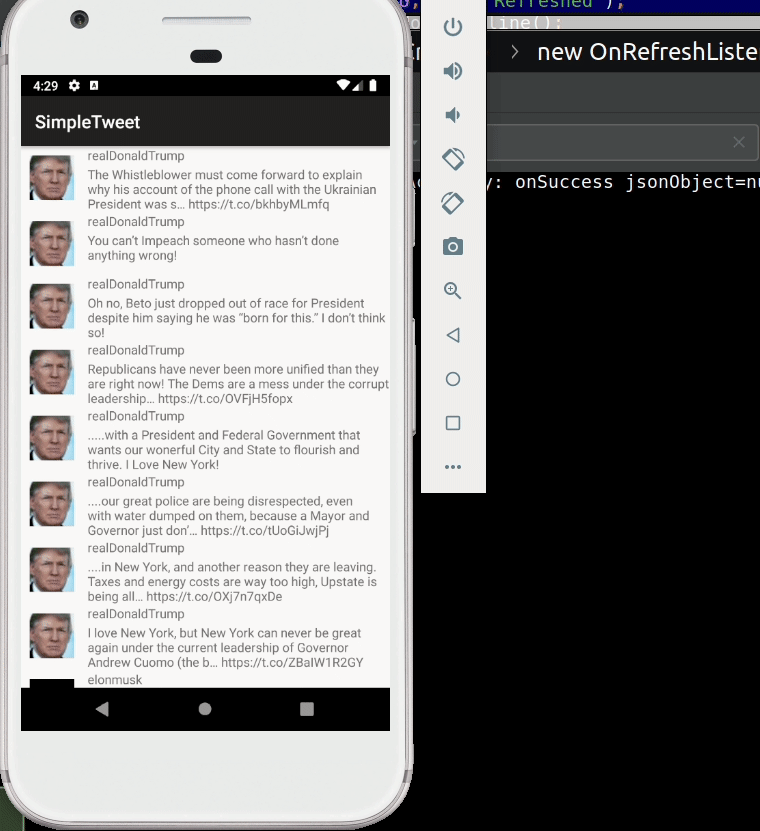 Refreshed");
line();
new OnRefreshListe
y: onSuccess jsonObject=nu
4:29
SimpleTweet
realDonaldTrump
The Whistleblower must come forward to explain
why his account of the phone call with the Ukrainian
President was s... https://t.co/bkhbyMLmfq
realDonaldTrump
You can't Impeach someone who hasn't done
anything wrong!
realDonaldTrump
Oh no, Beto just dropped out of race for President
despite him saying he was “born for this.” I don't think
so!
realDonaldTrump
Republicans have never been more unified than they
are right now! The Dems are a mess under the corrupt
leadership... https://t.co/OVFjH5fopx
realDonaldTrump
.....with a President and Federal Government that
wants our wonerful City and State to flourish and
thrive. I Love New York!
realDonaldTrump
....our great police are being disrespected, even
with water dumped on them, because a Mayor and
Governor just don'... https://t.co/tUoGiJwjPj
realDonaldTrump
....in New York, and another reason they are leaving.
Taxes and energy costs are way too high, Upstate is
being all... https://t.co/OXj7n7qxDe
realDonaldTrump
I love New York, but New York can never be great
again under the current leadership of Governor
Andrew Cuomo (the b... https://t.co/ZBaIW1R2GY
elonmusk